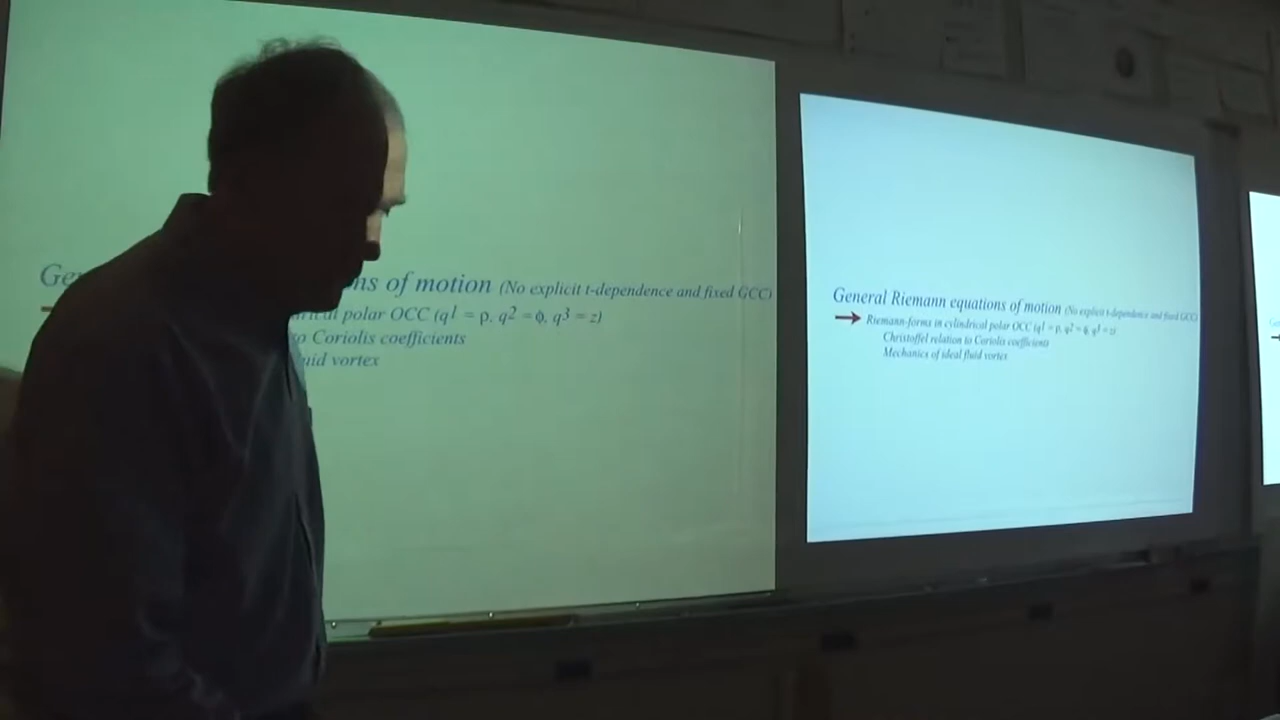 Ge ns of motion (No explicit t-dependence and fixed GCC)
rical polar OCC (q1 = ρ, q2 = ϕ, q3 = z)
o Coriolis coefficients
uid vortex
General Riemann equations of motion (No explicit t-dependence and fixed GCC)
Riemann-forms in cylindrical polar OCC (q1 = ρ, q2 = ϕ, q3 = z)
Christoffel relation to Coriolis coefficients
Mechanics of ideal fluid vortex